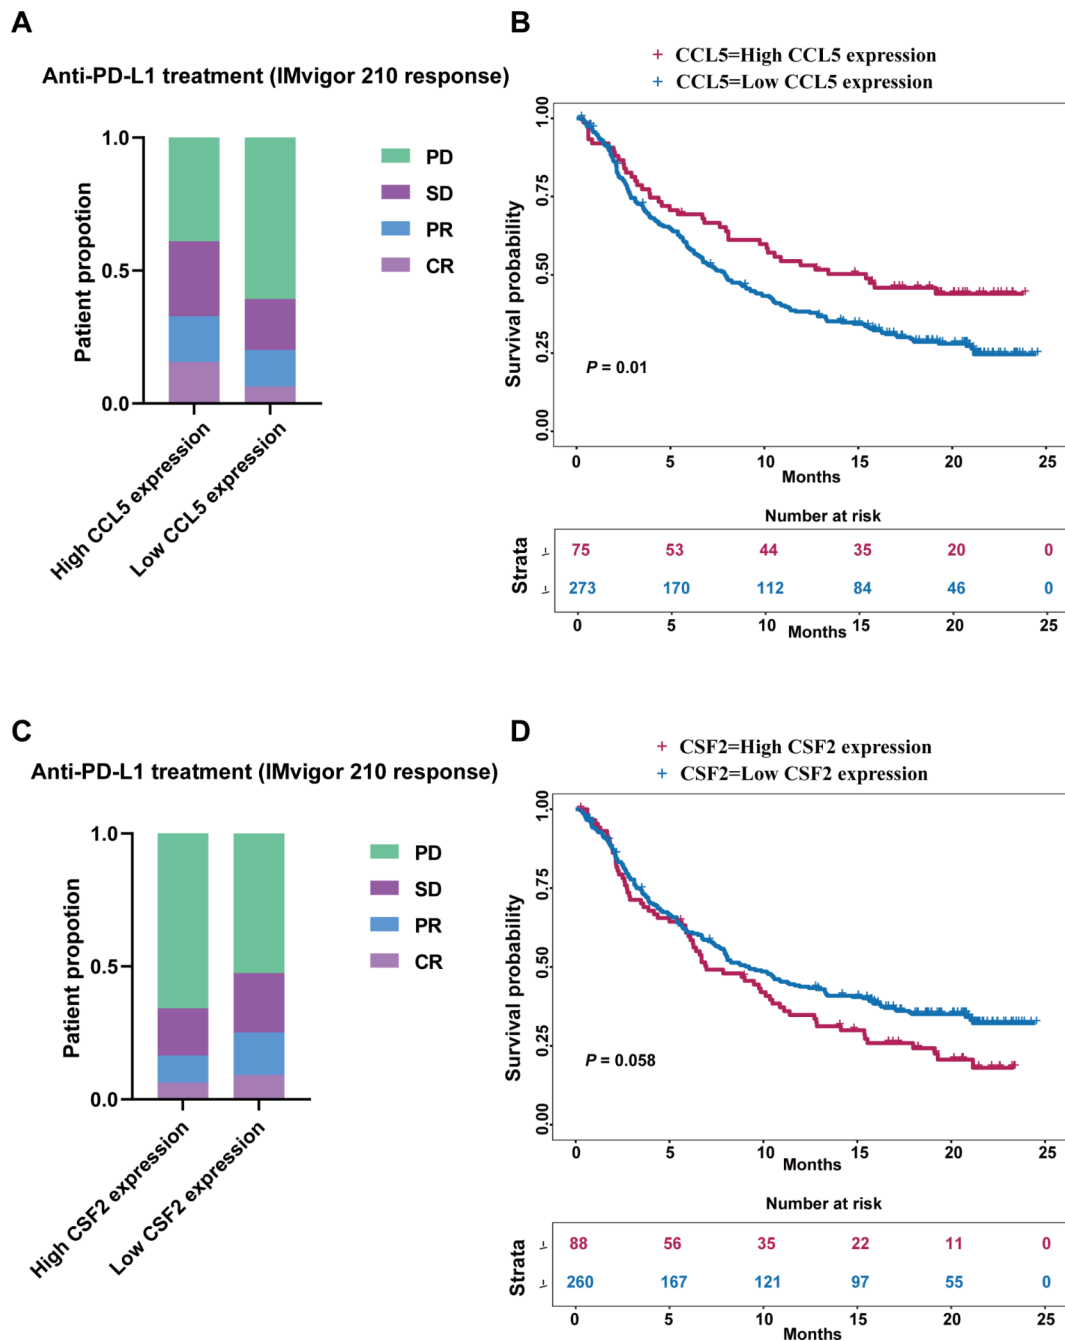 A
Anti-PD-L1 treatment (IMvigor 210 response)
Patient propotion
1.0
0.5
0.0
PD
SD
PR
CR
High CCL5 expression
Low CCL5 expression
B
CCL5=High CCL5 expression
CCL5=Low CCL5 expression
Survival probability
1.00
0.75
0.50
0.25
0.00
P = 0.01
0 5 10 15 20 25
Months
Number at risk
Strata
75 53 44 35 20 0
273 170 112 84 46 0
0 5 10 15 20 25
Months
C
Anti-PD-L1 treatment (IMvigor 210 response)
Patient propotion
1.0
0.5
0.0
PD
SD
PR
CR
High CSF2 expression
Low CSF2 expression
D
CSF2=High CSF2 expression
CSF2=Low CSF2 expression
Survival probability
1.00
0.75
0.50
0.25
0.00
P = 0.058
0 5 10 15 20 25
Months
Number at risk
Strata
88 56 35 22 11 0
260 167 121 97 55 0
0 5 10 15 20 25
Months